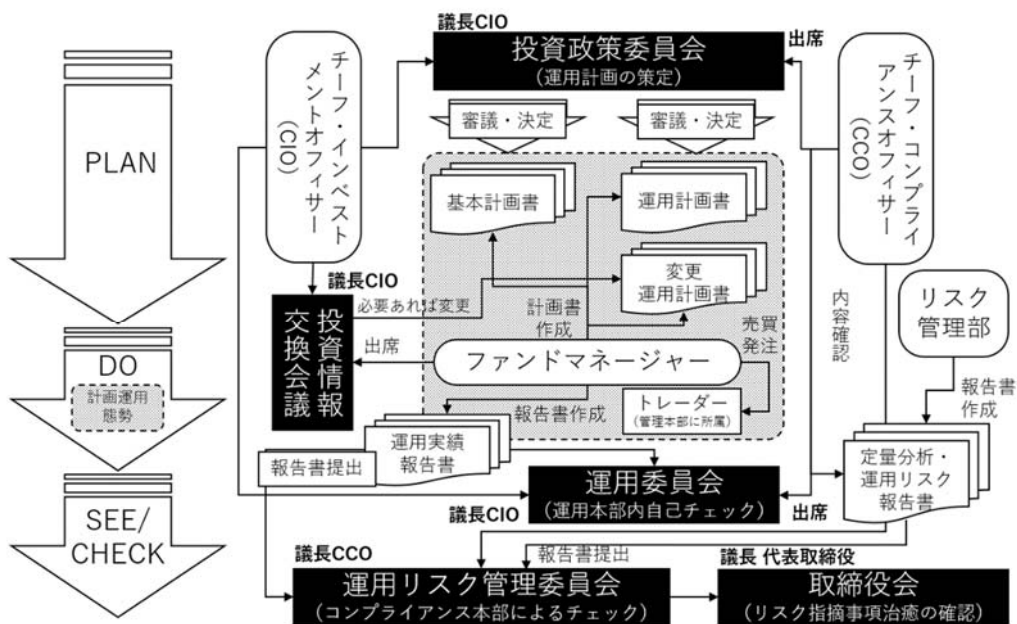 議長CIO
投資政策委員会
(運用計画の策定)
出席
チーフ・インベスト
メントオフィサー
(CIO)
チーフ・コンプライ
アンスオフィサー
(CCO)
PLAN
審議・決定
審議・決定
基本計画書
運用計画書
変更
運用計画書
議長CIO
投資情報
交換会議
必要あれば変更
計画書
作成
売買
発注
内容確認
リスク
管理部
出席
ファンドマネージャー
DO
計画運用
態勢
報告書作成
トレーダー
(管理本部に所属)
報告書
作成
運用実績
報告書
報告書提出
定量分析・
運用リスク
報告書
運用委員会
(運用本部内自己チェック)
議長CIO
出席
SEE/
CHECK
議長CCO
報告書提出
議長 代表取締役
運用リスク管理委員会
(コンプライアンス本部によるチェック)
取締役会
(リスク指摘事項治癒の確認)